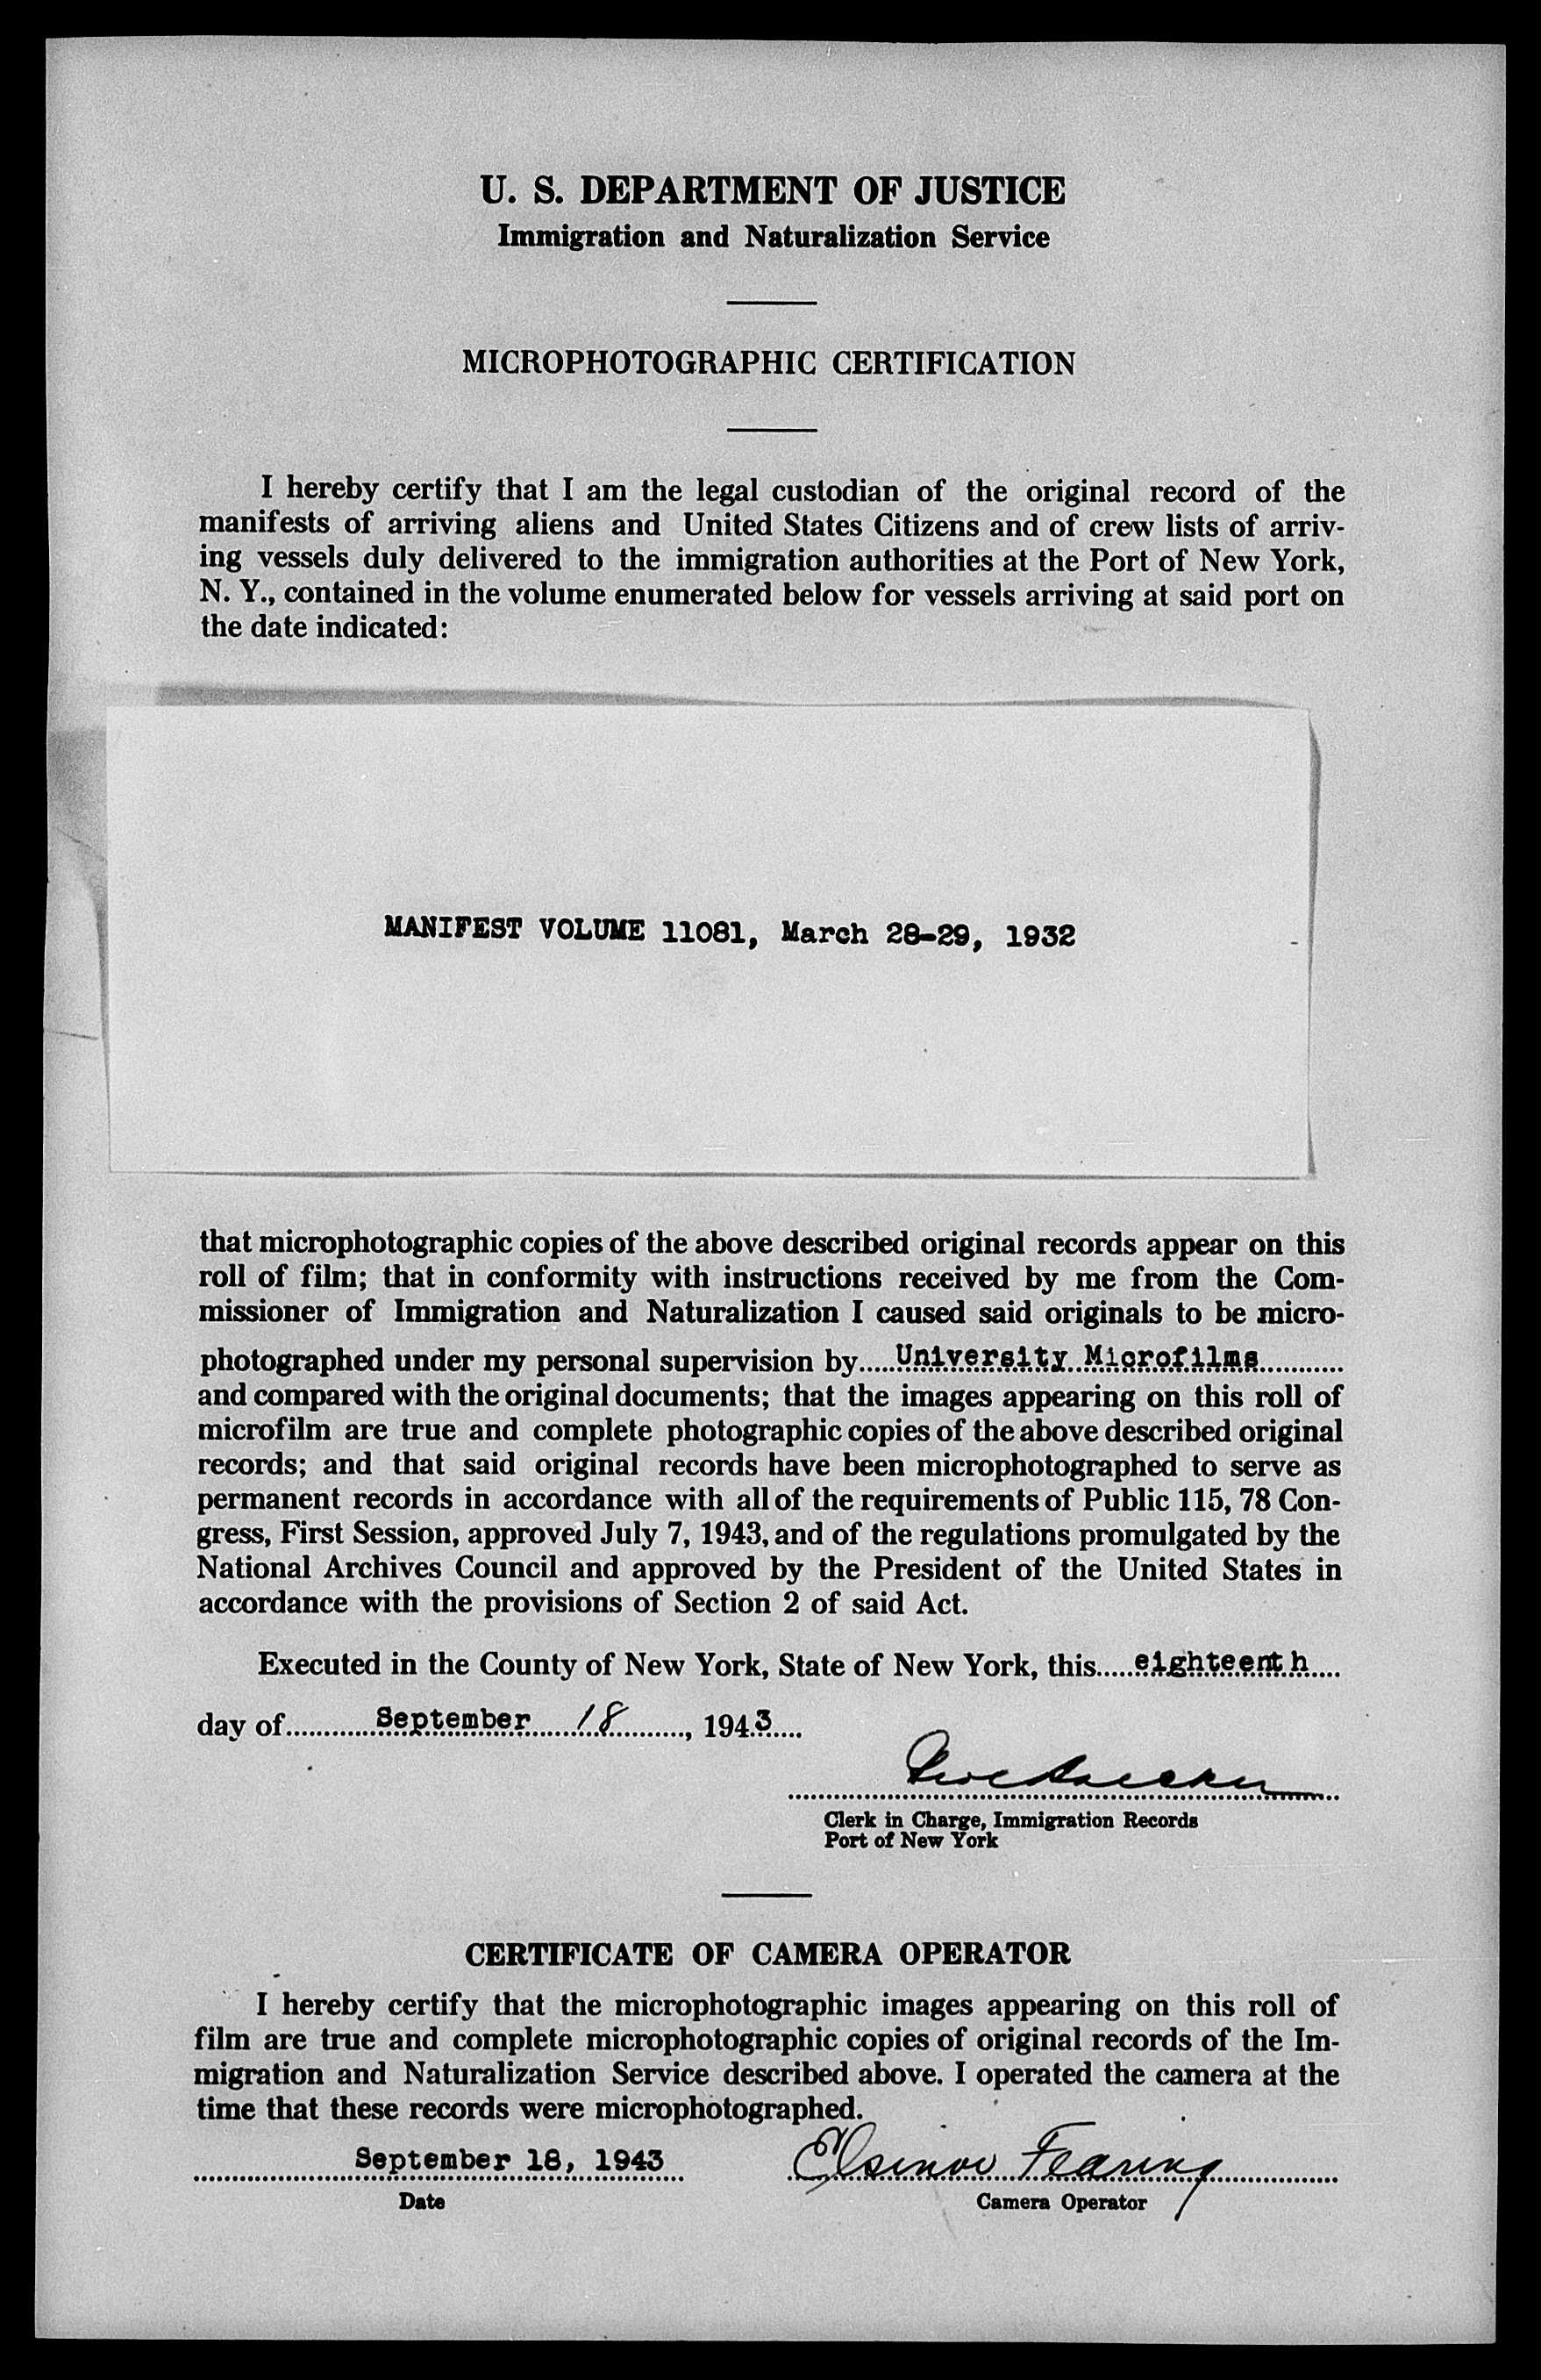 U. S. DEPARTMENT OF JUSTICE
Immigration and Naturalization Service
MICROPHOTOGRAPHIC CERTIFICATION
I hereby certify that I am the legal custodian of the original record of the
manifests of arriving aliens and United States Citizens and of crew lists of arriv-
ing vessels duly delivered to the immigration authorities at the Port of New York,
N. Y., contained in the volume enumerated below for vessels arriving at said port on
the date indicated:
MANIFEST VOLUME 11081, March 28-29, 1932
that microphotographic copies of the above described original records appear on this
roll of film; that in conformity with instructions received by me from the Com-
missioner of Immigration and Naturalization I caused said originals to be micro-
photographed under my personal supervision by.....University Microfilms...........
and compared with the original documents; that the images appearing on this roll of
microfilm are true and complete photographic copies of the above described original
records; and that said original records have been microphotographed to serve as
permanent records in accordance with all of the requirements of Public 115, 78 Con-
gress, First Session, approved July 7, 1943, and of the regulations promulgated by the
National Archives Council and approved by the President of the United States in
accordance with the provisions of Section 2 of said Act.
Executed in the County of New York, State of New York, this.....eighteenth....
day of............September......18........., 1943....
Clerk in Charge, Immigration Records
Port of New York
CERTIFICATE OF CAMERA OPERATOR
I hereby certify that the microphotographic images appearing on this roll of
film are true and complete microphotographic copies of original records of the Im-
migration and Naturalization Service described above. I operated the camera at the
time that these records were microphotographed.
September 18, 1943 Elsinor Fearing
Date Camera Operator